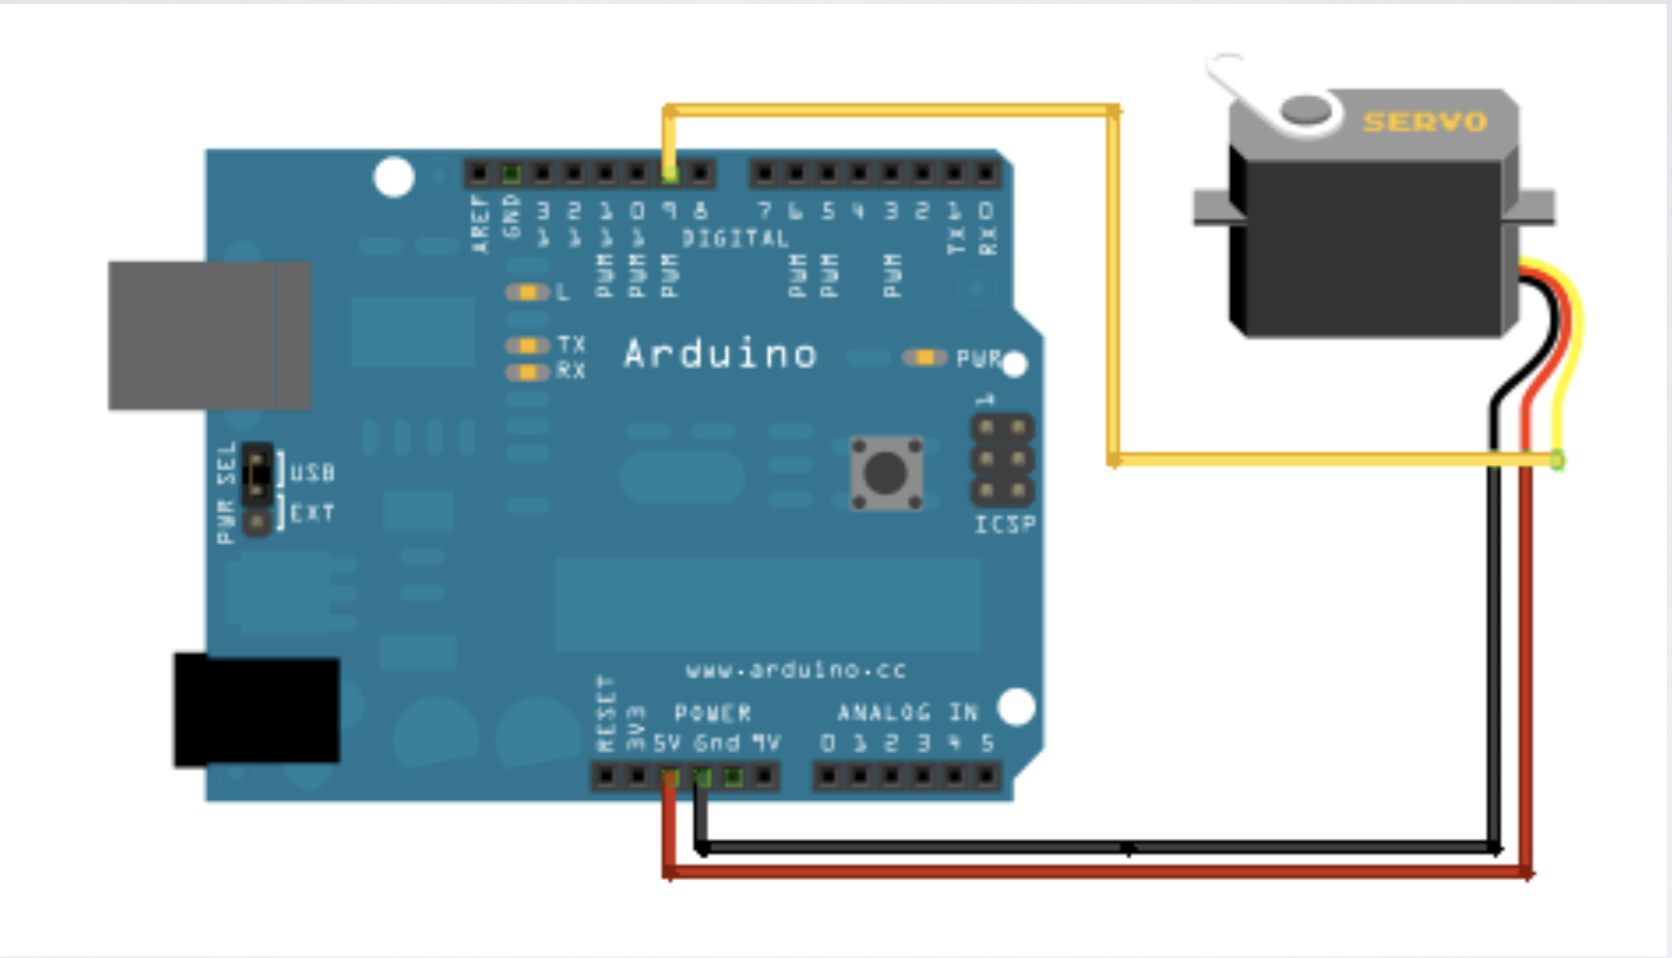 SERVO
AREF
GND
13
12
11
10
9
8
7
6
5
4
3
2
1
0
DIGITAL
TX
RX
PWM
PWM
PWM
PWM
PWM
PWM
L
TX
RX
Arduino
PWR
1
ICSP
PWR SEL
USB
EXT
www.arduino.cc
RESET
3V3
POWER
5V Gnd 9V
ANALOG IN
0 1 2 3 4 5